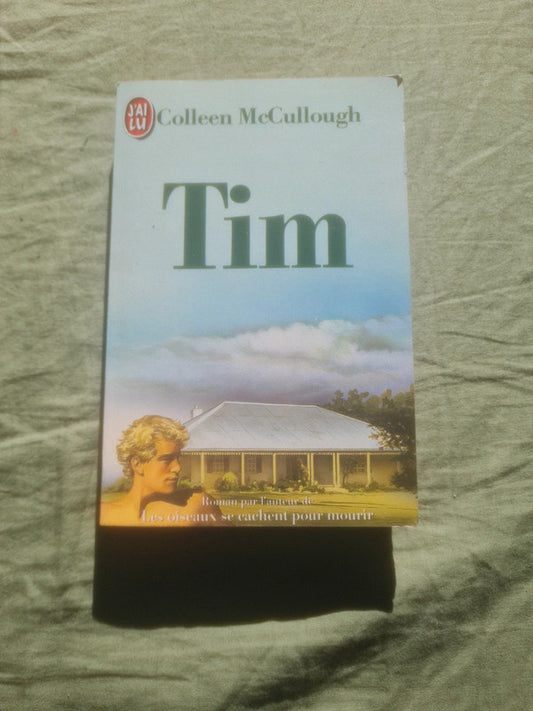 J'AI
LU
Colleen McCullough
Tim
Roman par l'auteur de
Les oiseaux se cachent pour mourir